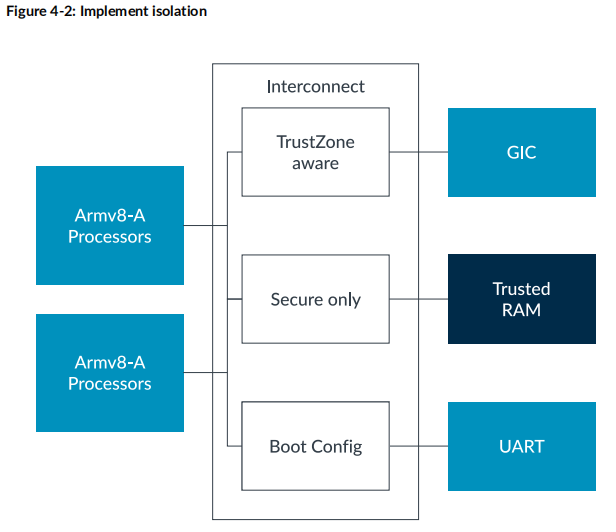 Figure 4-2: Implement isolation
Interconnect
TrustZone
aware
GIC
Armv8-A
Processors
Secure only
Trusted
RAM
Armv8-A
Processors
Boot Config
UART